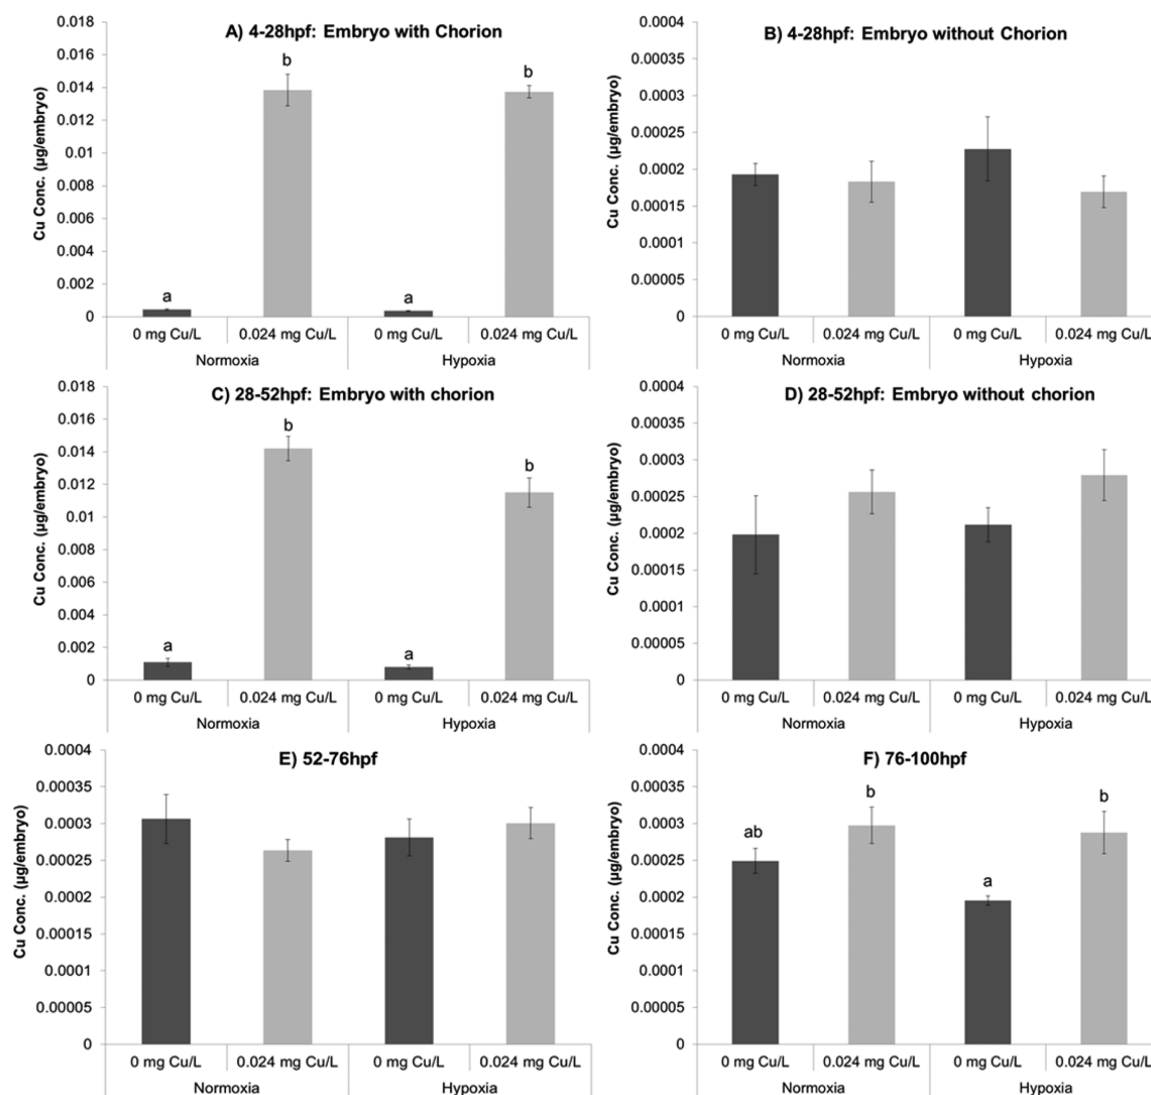 A) 4-28hpf: Embryo with Chorion
Cu Conc. (µg/embryo)
0.018
0.016
0.014
0.012
0.01
0.008
0.006
0.004
0.002
0
a
b
a
b
0 mg Cu/L
0.024 mg Cu/L
0 mg Cu/L
0.024 mg Cu/L
Normoxia
Hypoxia
B) 4-28hpf: Embryo without Chorion
Cu Conc. (µg/embryo)
0.0004
0.00035
0.0003
0.00025
0.0002
0.00015
0.0001
0.00005
0
0 mg Cu/L
0.024 mg Cu/L
0 mg Cu/L
0.024 mg Cu/L
Normoxia
Hypoxia
C) 28-52hpf: Embryo with chorion
Cu Conc. (µg/embryo)
0.018
0.016
0.014
0.012
0.01
0.008
0.006
0.004
0.002
0
a
b
a
b
0 mg Cu/L
0.024 mg Cu/L
0 mg Cu/L
0.024 mg Cu/L
Normoxia
Hypoxia
D) 28-52hpf: Embryo without chorion
Cu Conc. (µg/embryo)
0.0004
0.00035
0.0003
0.00025
0.0002
0.00015
0.0001
0.00005
0
0 mg Cu/L
0.024 mg Cu/L
0 mg Cu/L
0.024 mg Cu/L
Normoxia
Hypoxia
E) 52-76hpf
Cu Conc. (µg/embryo)
0.0004
0.00035
0.0003
0.00025
0.0002
0.00015
0.0001
0.00005
0
0 mg Cu/L
0.024 mg Cu/L
0 mg Cu/L
0.024 mg Cu/L
Normoxia
Hypoxia
F) 76-100hpf
Cu Conc. (µg/embryo)
0.0004
0.00035
0.0003
0.00025
0.0002
0.00015
0.0001
0.00005
0
ab
b
a
b
0 mg Cu/L
0.024 mg Cu/L
0 mg Cu/L
0.024 mg Cu/L
Normoxia
Hypoxia